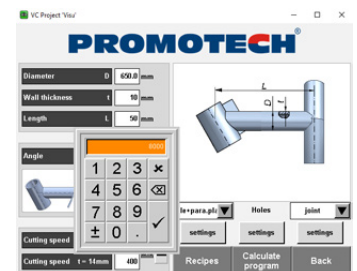 VC Project 'Visu'
PROMOTECH®
Diameter D 650.0 mm
Wall thickness t 10 mm
Length L 50 mm
L
D
t
Angle
8000
1 2 3
4 5 6
7 8 9
± 0 .
le+para.pl Holes joint
settings settings settings
Cutting speed
Cutting speed t = 14mm 400 mm
Recipes Calculate program Back